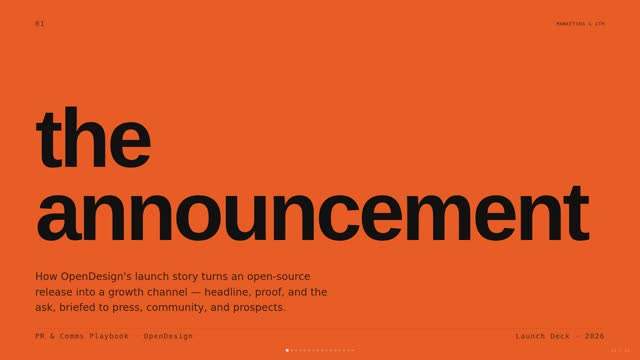 01
MARKETING & GTM
the
announcement
How OpenDesign's launch story turns an open-source
release into a growth channel — headline, proof, and the
ask, briefed to press, community, and prospects.
PR & Comms Playbook · OpenDesign
Launch Deck · 2026